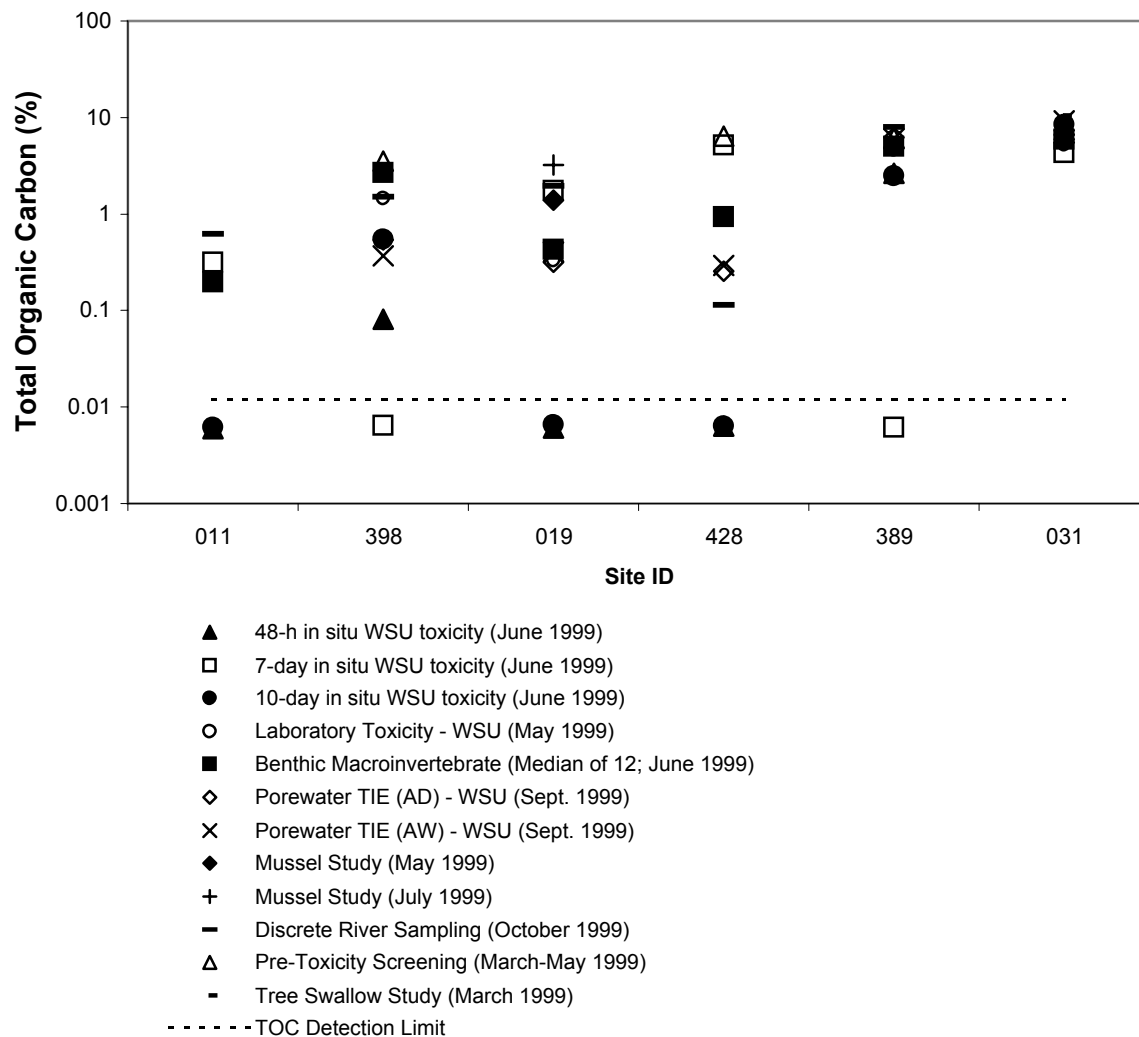 100
10
1
0.1
0.01
0.001
Total Organic Carbon (%)
011 398 019 428 389 031
Site ID
48-h in situ WSU toxicity (June 1999)
7-day in situ WSU toxicity (June 1999)
10-day in situ WSU toxicity (June 1999)
Laboratory Toxicity - WSU (May 1999)
Benthic Macroinvertebrate (Median of 12; June 1999)
Porewater TIE (AD) - WSU (Sept. 1999)
Porewater TIE (AW) - WSU (Sept. 1999)
Mussel Study (May 1999)
Mussel Study (July 1999)
Discrete River Sampling (October 1999)
Pre-Toxicity Screening (March-May 1999)
Tree Swallow Study (March 1999)
TOC Detection Limit